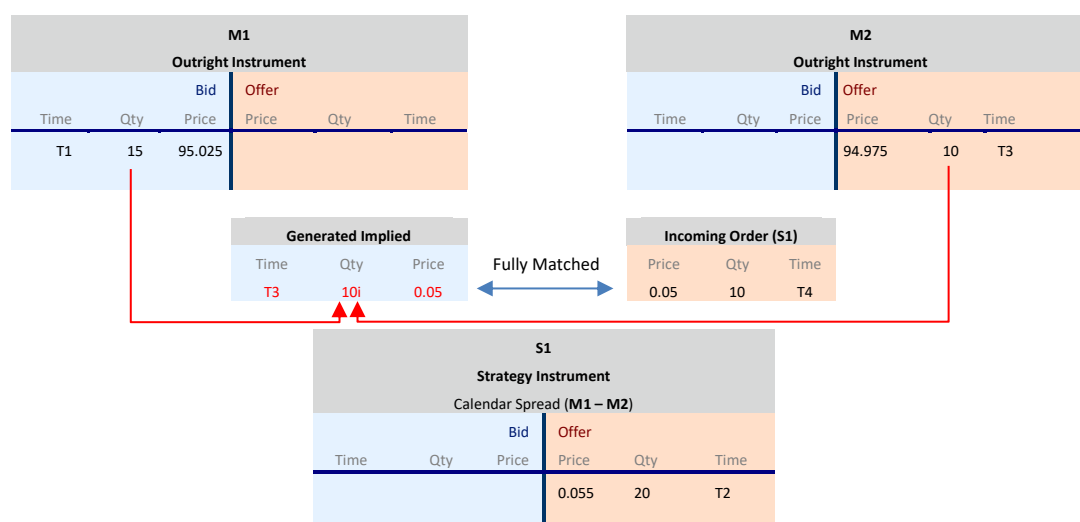 M1
Outright Instrument
Bid Offer
Time Qty Price Price Qty Time
T1 15 95.025
M2
Outright Instrument
Bid Offer
Time Qty Price Price Qty Time
94.975 10 T3
Generated Implied
Time Qty Price
T3 10i 0.05
Fully Matched
Incoming Order (S1)
Price Qty Time
0.05 10 T4
S1
Strategy Instrument
Calendar Spread (M1 – M2)
Bid Offer
Time Qty Price Price Qty Time
0.055 20 T2